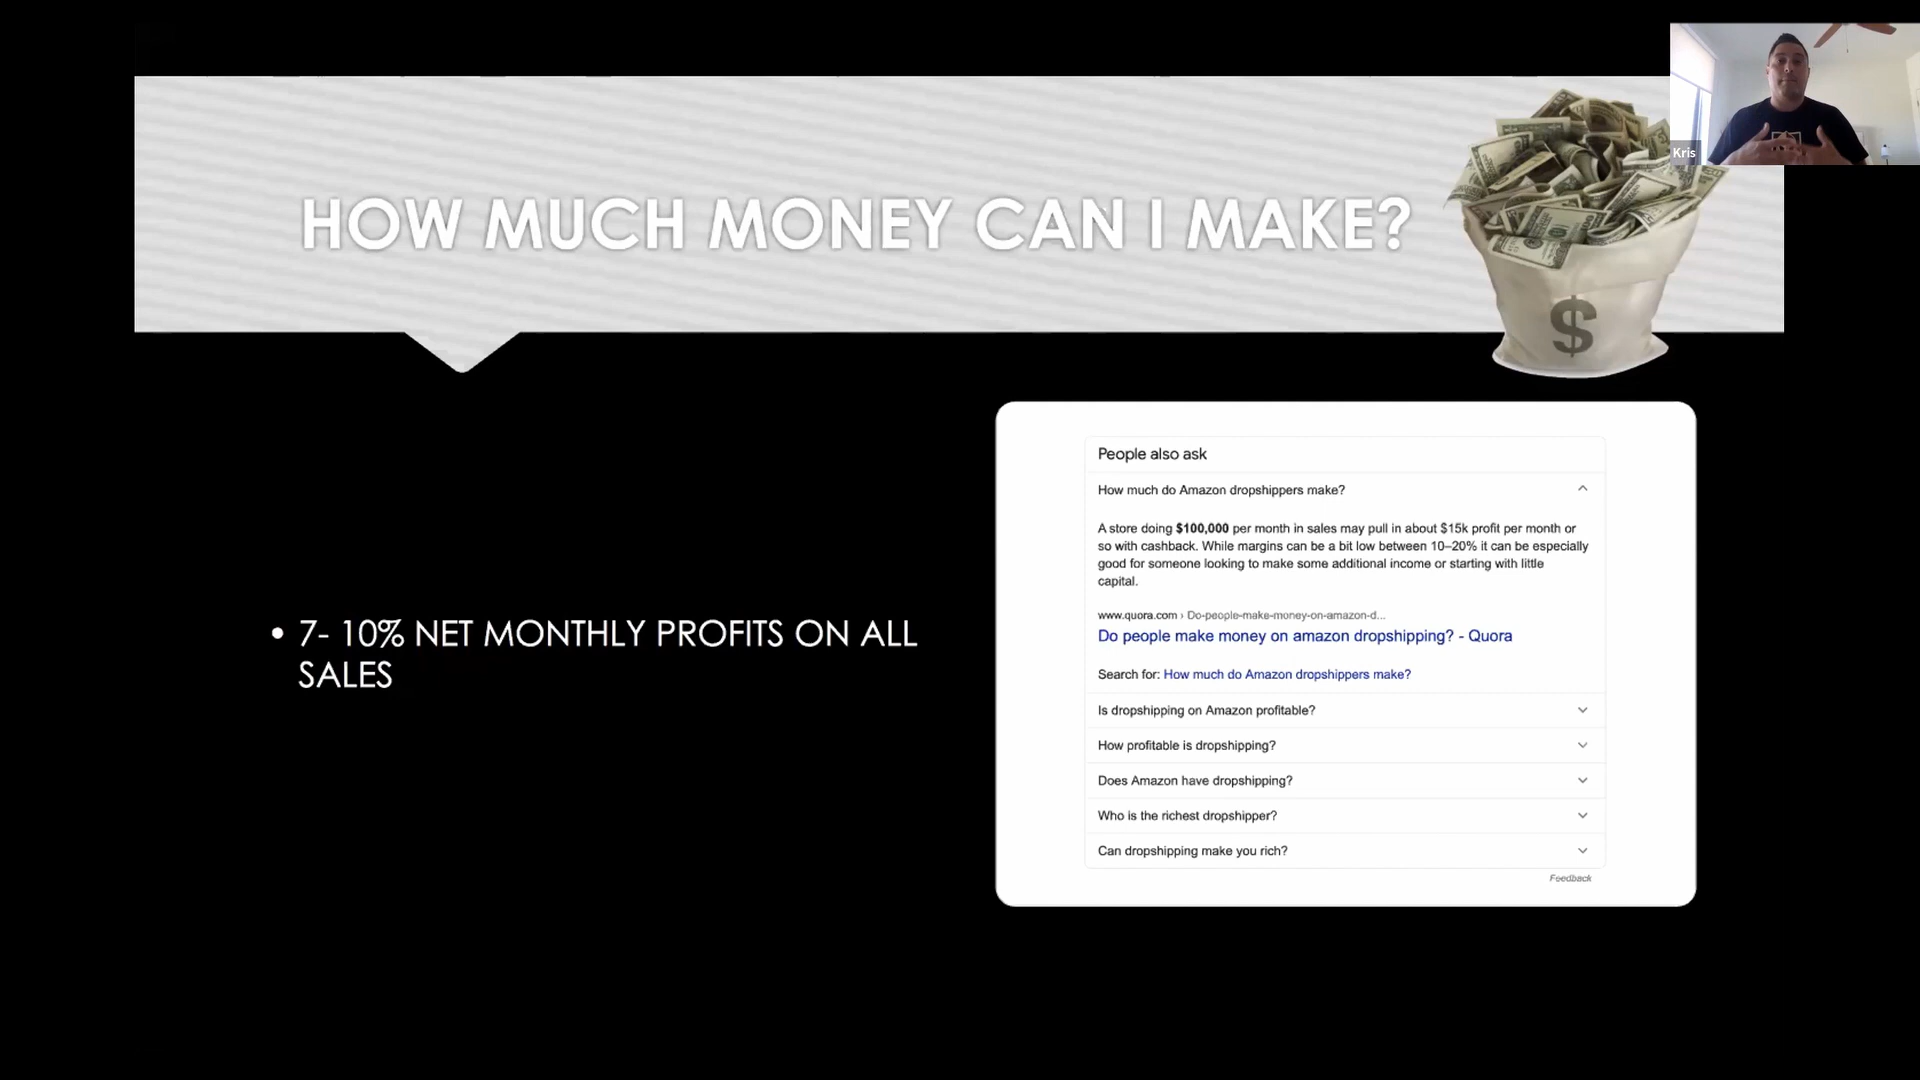 Kris
HOW MUCH MONEY CAN I MAKE?
$
• 7- 10% NET MONTHLY PROFITS ON ALL
SALES
People also ask
How much do Amazon dropshippers make?
A store doing $100,000 per month in sales may pull in about $15k profit per month or
so with cashback. While margins can be a bit low between 10–20% it can be especially
good for someone looking to make some additional income or starting with little
capital.
www.quora.com › Do-people-make-money-on-amazon-d...
Do people make money on amazon dropshipping? - Quora
Search for: How much do Amazon dropshippers make?
Is dropshipping on Amazon profitable?
How profitable is dropshipping?
Does Amazon have dropshipping?
Who is the richest dropshipper?
Can dropshipping make you rich?
Feedback